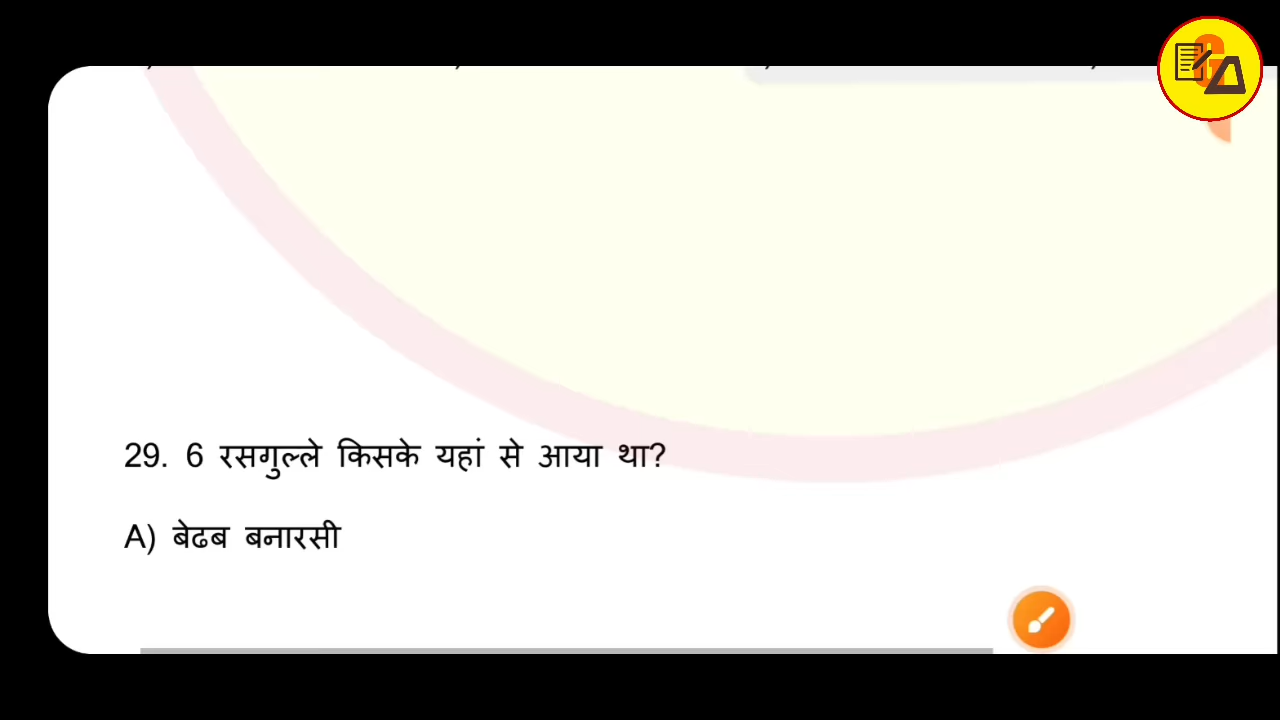 29. 6 रसगुल्ले किसके यहां से आया था?
A) बेढब बनारसी